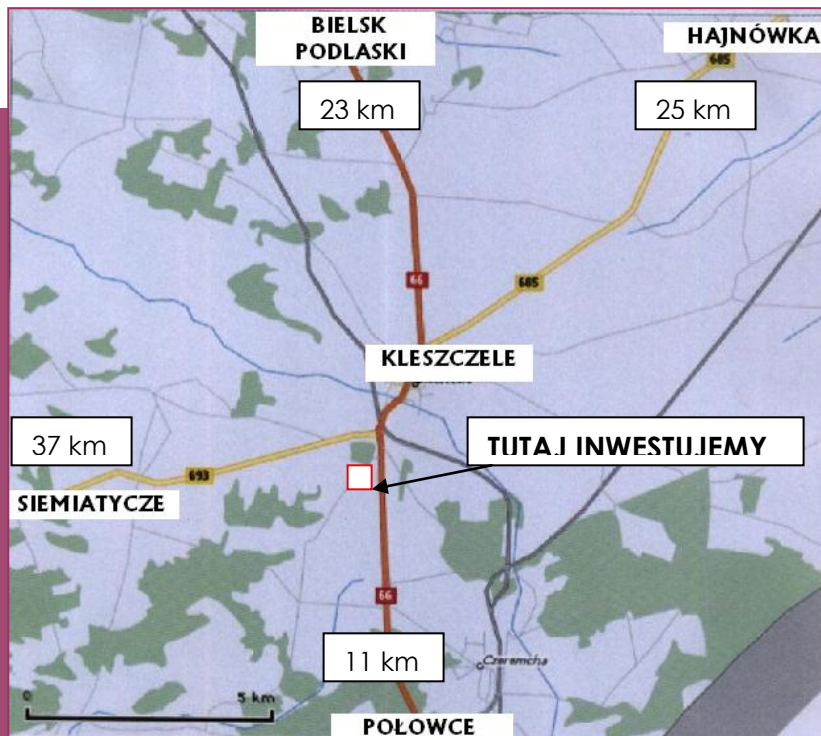 BIELSK
PODLASKI
HAJNÓWKA
685
23 km
25 km
66
685
KLESZCZELE
37 km
TUTAJ INWESTUJEMY
693
SIEMIATYCZE
66
11 km
Czeremcha
0 5 km
POŁOWCE